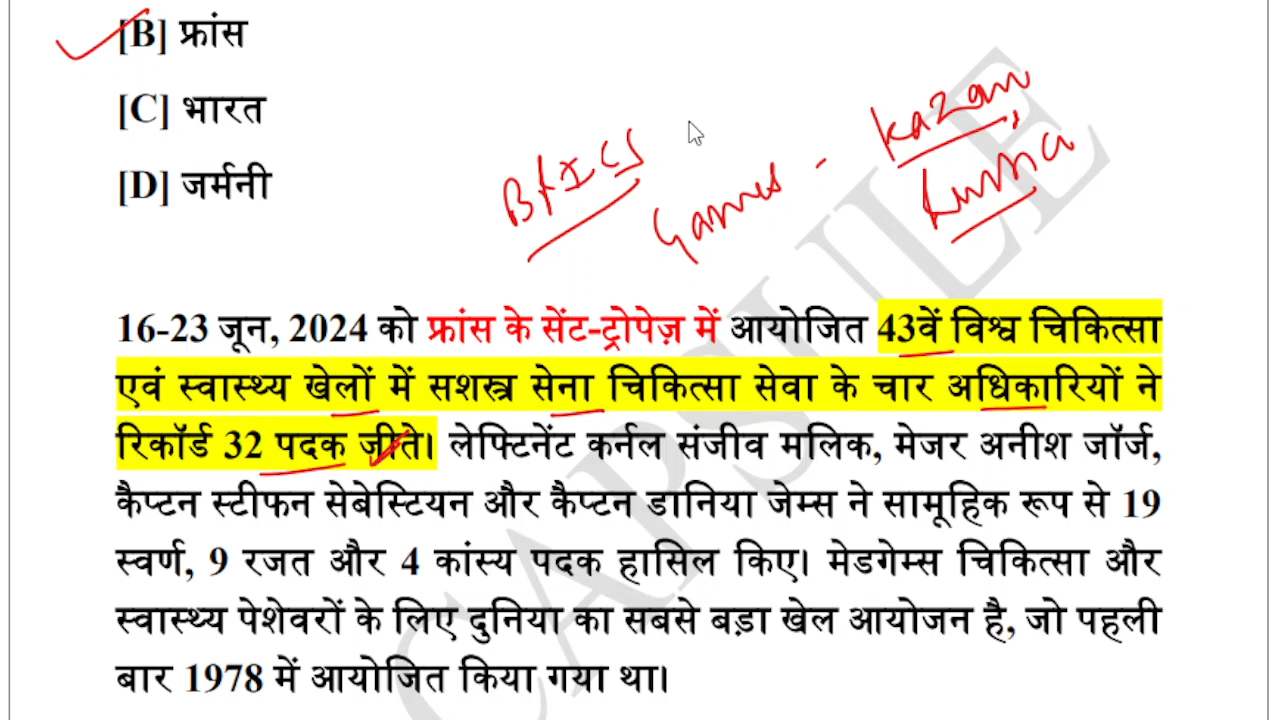 [B] फ्रांस
[C] भारत
[D] जर्मनी
BRICS Games - Kazan,
Russia
16-23 जून, 2024 को फ्रांस के सेंट-ट्रोपेज़ में आयोजित 43वें विश्व चिकित्सा
एवं स्वास्थ्य खेलों में सशस्त्र सेना चिकित्सा सेवा के चार अधिकारियों ने
रिकॉर्ड 32 पदक जीते। लेफ्टिनेंट कर्नल संजीव मलिक, मेजर अनीश जॉर्ज,
कैप्टन स्टीफन सेबेस्टियन और कैप्टन डानिया जेम्स ने सामूहिक रूप से 19
स्वर्ण, 9 रजत और 4 कांस्य पदक हासिल किए। मेडगेम्स चिकित्सा और
स्वास्थ्य पेशेवरों के लिए दुनिया का सबसे बड़ा खेल आयोजन है, जो पहली
बार 1978 में आयोजित किया गया था।
CAPSULE